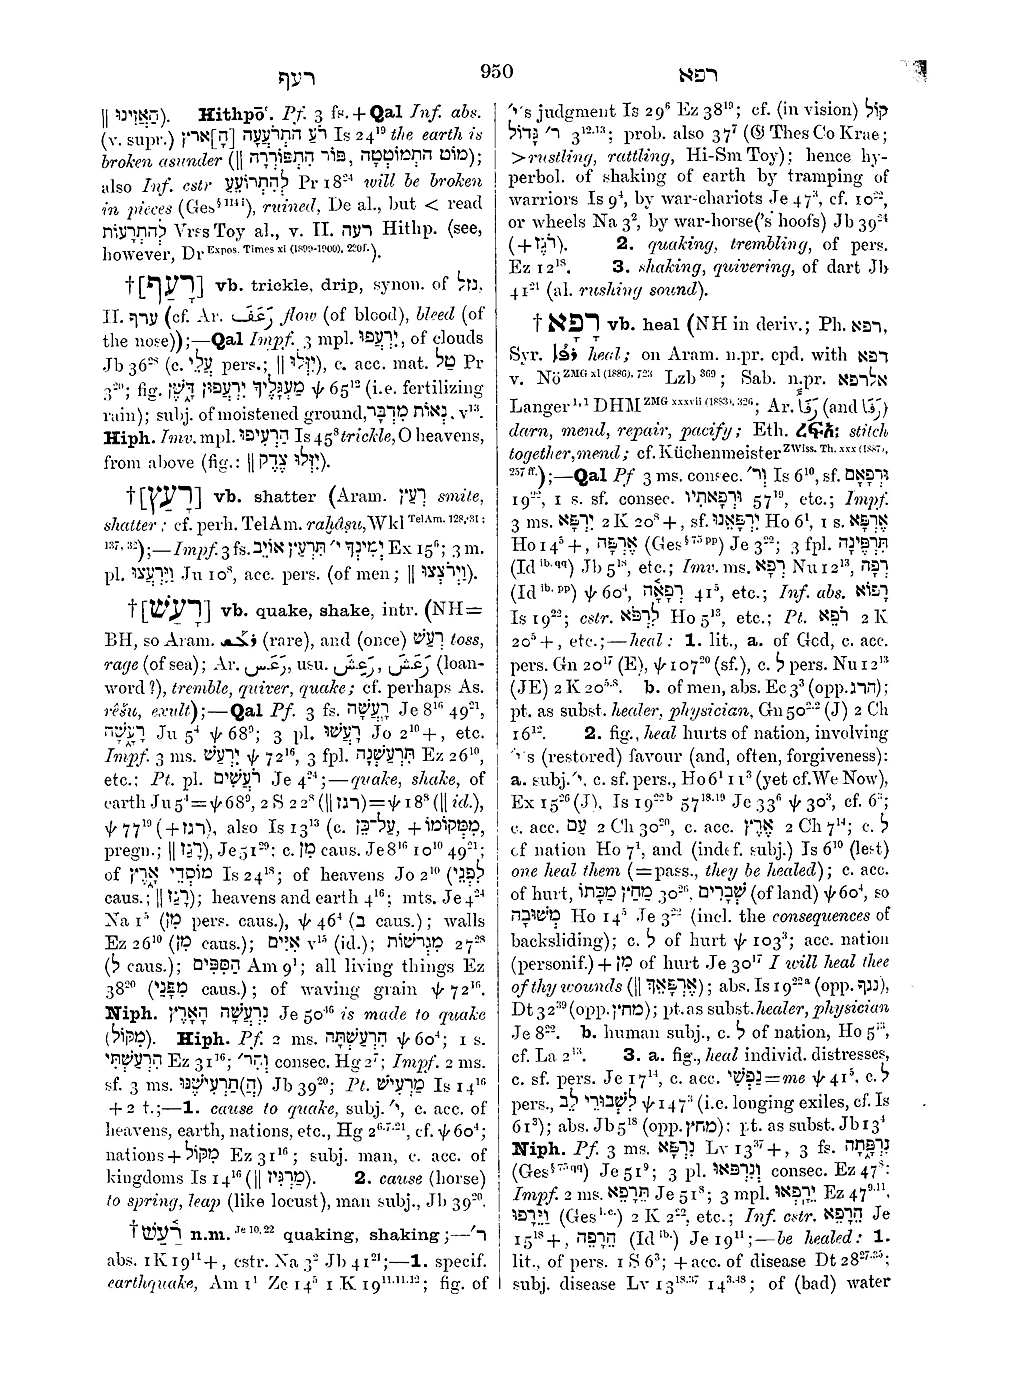 רעף 950 רפא
|| הַאֲזִינוּ). Hithpō‘. Pf. 3 fs. + Qal Inf. abs.
(v. supr.) רֹעָה הִתְרֹעֲעָה [הָ]אָרֶץ Is 24¹⁹ the earth is
broken asunder (|| מוֹט הִתְמוֹטְטָה, פּוֹר הִתְפּוֹרְרָה);
also Inf. cstr לְהִתְרוֹעֵעַ Pr 18²⁴ will be broken
in pieces (Ges§ ¹¹⁴ⁱ), ruined, De al., but < read
לְהִתְרָעוֹת Vrss Toy al., v. II. רעה Hithp. (see,
however, Dr Expos. Times xi (1899-1900), 230f.).
†[רָעַף] vb. trickle, drip, synon. of נזל,
II. ערף (cf. Ar. رَعَفَ flow (of blood), bleed (of
the nose));—Qal Impf. 3 mpl. יִרְעֲפוּ, of clouds
Jb 36²⁸ (c. עֲלֵי pers.; || יִזְּלוּ), c. acc. mat. טַל Pr
3²⁰; fig. מַעְגָּלֶיךָ יִרְעֲפוּן דָּשֶׁן ψ 65¹² (i.e. fertilizing
rain); subj. of moistened ground, נְאוֹת מִדְבָּר, v¹³.
Hiph. Imv. mpl. הַרְעִיפוּ Is 45⁸ trickle, O heavens,
from above (fig.: || יִזְּלוּ צֶדֶק).
†[רָעַץ] vb. shatter (Aram. רְעִץ smite,
shatter; cf. perh. TelAm. raḫâṣu, Wkl TelAm. 128, 31;
137, 32);—Impf. 3 fs. יְמִינְךָ י׳ תִּרְעַץ אוֹיֵב Ex 15⁶; 3 m.
pl. וַיִּרְעֲצוּ Ju 10⁸, acc. pers. (of men; || וַיְרֹצְצוּ).
†[רָעַשׁ] vb. quake, shake, intr. (NH=
BH, so Aram. (rare), and (once) רְעַשׁ toss,
rage (of sea); Ar. رَعَسَ, usu. رَعِشَ, رَعَشَ (loan-
word?), tremble, quiver, quake; cf. perhaps As.
rêšu, exult);—Qal Pf. 3 fs. רָעֲשָׁה Je 8¹⁶ 49²¹,
רָעָשָׁה Ju 5⁴ ψ 68⁹; 3 pl. רָעֲשׁוּ Jo 2¹⁰ +, etc.
Impf. 3 ms. יִרְעַשׁ ψ 72¹⁶, 3 fpl. תִּרְעַשְׁנָה Ez 26¹⁰,
etc.; Pt. pl. רֹעֲשִׁים Je 4²⁴;—quake, shake, of
earth Ju 5⁴=ψ 68⁹, 2 S 22⁸ (|| רגז)=ψ 18⁸ (|| id.),
ψ 77¹⁹ (+ רגז), also Is 13¹³ (c. עַל־כֵּן, + מִמְּקוֹמוֹ,
pregn.; || רגז), Je 51²⁹; c. מִן caus. Je 8¹⁶ 10¹⁰ 49²¹;
of מוֹסְדֵי אֶרֶץ Is 24¹⁸; of heavens Jo 2¹⁰ (לִפְנֵי
caus.; || רגז); heavens and earth 4¹⁶; mts. Je 4²⁴
Na 1⁵ (מִן pers. caus.), ψ 46⁴ (בְּ caus.); walls
Ez 26¹⁰ (מִן caus.); אִיִּים v¹⁵ (id.); מִגְרֹשׁוֹת 27²⁸
(לְ caus.); הַסִּפִּים Am 9¹; all living things Ez
38²⁰ (מִפְּנֵי caus.); of waving grain ψ 72¹⁶.
Niph. נִרְעֲשָׁה הָאָרֶץ Je 50⁴⁶ is made to quake
(מִקּוֹל). Hiph. Pf. 2 ms. הִרְעַשְׁתָּה ψ 60⁴; 1 s.
הִרְעַשְׁתִּי Ez 31¹⁶; וְהִר׳ consec. Hg 2⁷; Impf. 2 ms.
sf. 3 ms. (הֲ)תַרְעִישֶׁנּוּ Jb 39²⁰; Pt. מַרְעִישׁ Is 14¹⁶
+ 2 t.;—1. cause to quake, subj. י׳, c. acc. of
heavens, earth, nations, etc., Hg 2⁶·⁷·²¹, cf. ψ 60⁴;
nations + מִקּוֹל Ez 31¹⁶; subj. man, c. acc. of
kingdoms Is 14¹⁶ (|| מַרְגִּיז). 2. cause (horse)
to spring, leap (like locust), man subj., Jb 39²⁰.
†רַ֫עַשׁ n.m. Je 10, 22 quaking, shaking;—ר׳
abs. 1 K 19¹¹ +, cstr. Na 3² Jb 41²¹;—1. specif.
earthquake, Am 1¹ Zc 14⁵ 1 K 19¹¹·¹¹·¹²; fig. of
י׳'s judgment Is 29⁶ Ez 38¹⁹; cf. (in vision) קוֹל
ר׳ גָּדוֹל 3¹²·¹³; prob. also 37⁷ (𝔊 Thes Co Krae;
>rustling, rattling, Hi-Sm Toy); hence hy-
perbol. of shaking of earth by tramping of
warriors Is 9⁴, by war-chariots Je 47³, cf. 10²²,
or wheels Na 3², by war-horse('s hoofs) Jb 39²⁴
(+ רֹגֶז). 2. quaking, trembling, of pers.
Ez 12¹⁸. 3. shaking, quivering, of dart Jb
41²¹ (al. rushing sound).
†רָפָא vb. heal (NH in deriv.; Ph. רפא,
Syr. heal; on Aram. n.pr. cpd. with רפא
v. Nö ZMG xl (1886), 723 Lzb 369; Sab. n.pr. אלרפא
Langer 1,1 DHM ZMG xxxvii (1883), 326; Ar. رَفَأَ (and رَفَا)
darn, mend, repair, pacify; Eth. ረፍአ፡ stitch
together, mend; cf. Küchenmeister ZWiss. Th. xxx (1887),
257 ff.);—Qal Pf 3 ms. consec. וְר׳ Is 6¹⁰, sf. וּרְפָאָם
19²², 1 s. sf. consec. וּרְפָאתִיו 57¹⁹, etc.; Impf.
3 ms. יִרְפָּא 2 K 20⁸ +, sf. יִרְפָּאֵנוּ Ho 6¹, 1 s. אֶרְפָּא
Ho 14⁵ +, אֶרְפָּה (Ges§ ⁷⁵ ᵖᵖ) Je 3²²; 3 fpl. תִּרְפֶּינָה
(Id ib. qq) Jb 5¹⁸, etc.; Imv. ms. רְפָא Nu 12¹³, רְפָה
(Id ib. pp) ψ 60⁴, רְפָאָה 41⁵, etc.; Inf. abs. רָפוֹא
Is 19²²; cstr. לִרְפֹּא Ho 5¹³, etc.; Pt. רֹפֵא 2 K
20⁵ +, etc.;—heal: 1. lit., a. of God, c. acc.
pers. Gn 20¹⁷ (E), ψ 107²⁰ (sf.), c. לְ pers. Nu 12¹³
(JE) 2 K 20⁵·⁸. b. of men, abs. Ec 3³ (opp. הרג);
pt. as subst. healer, physician, Gn 50²·² (J) 2 Ch
16¹². 2. fig., heal hurts of nation, involving
י׳'s (restored) favour (and, often, forgiveness):
a. subj. י׳, c. sf. pers., Ho 6¹ 11³ (yet cf. We Now),
Ex 15²⁶ (J), Is 19²²ᵇ 57¹⁸·¹⁹ Je 33⁶ ψ 30³, cf. 6³;
c. acc. עַם 2 Ch 30²⁰, c. acc. אֶרֶץ 2 Ch 7¹⁴; c. לְ
of nation Ho 7¹, and (indef. subj.) Is 6¹⁰ (lest)
one heal them (=pass., they be healed); c. acc.
of hurt, מַחַץ מַכָּתוֹ 30²⁶, שְׁבָרִים (of land) ψ 60⁴, so
מְשׁוּבָה Ho 14⁵ Je 3²² (incl. the consequences of
backsliding); c. לְ of hurt ψ 103³; acc. nation
(personif.) + מִן of hurt Je 30¹⁷ I will heal thee
of thy wounds (|| אֶרְפָּאֵךְ); abs. Is 19²²ᵃ (opp. נגף),
Dt 32³⁹ (opp. מחץ); pt. as subst. healer, physician
Je 8²². b. human subj., c. לְ of nation, Ho 5¹³,
cf. La 2¹³. 3. a. fig., heal individ. distresses,
c. sf. pers. Je 17¹⁴, c. acc. נַפְשִׁי=me ψ 41⁵, c. לְ
pers., לִשְׁבוּרֵי לֵב ψ 147³ (i.e. longing exiles, cf. Is
61³); abs. Jb 5¹⁸ (opp. מחץ): pt. as subst. Jb 13⁴
Niph. Pf. 3 ms. נִרְפָּא Lv 13³⁷ +, 3 fs. נִרְפָּתָה
(Ges§ ⁷⁵ qq) Je 51⁹; 3 pl. וְנִרְפְּאוּ consec. Ez 47⁸:
Impf. 2 ms. תֵּרָפֵא Je 51⁸; 3 mpl. יֵרָפְאוּ Ez 47⁹·¹¹,
וַיֵּרָפוּ (Ges l.c.) 2 K 2²², etc.; Inf. cstr. הֵרָפֵא Je
15¹⁸ +, הֵרָפֵה (Id ib.) Je 19¹¹;—be healed: 1.
lit., of pers. 1 S 6³; + acc. of disease Dt 28²⁷·³⁵;
subj. disease Lv 13¹⁸·³⁷ 14³·⁴⁸; of (bad) water